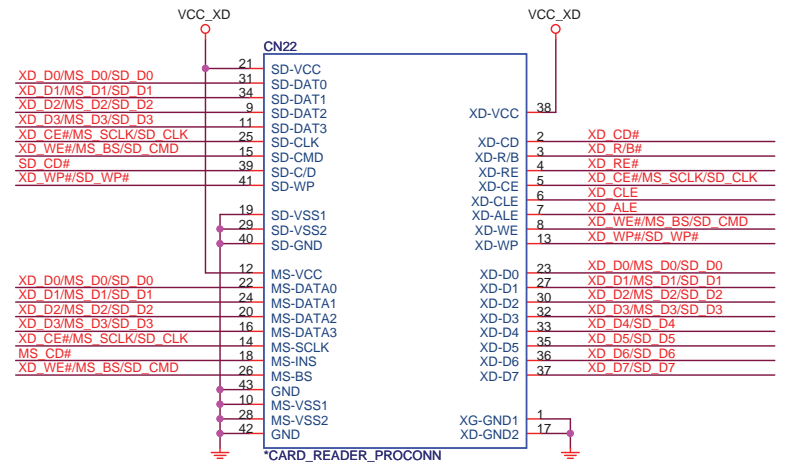 VCC_XD VCC_XD
CN22
21 SD-VCC
XD_D0/MS_D0/SD_D0 31 SD-DAT0
XD_D1/MS_D1/SD_D1 34 SD-DAT1
XD_D2/MS_D2/SD_D2 9 SD-DAT2
XD_D3/MS_D3/SD_D3 11 SD-DAT3
XD_CE#/MS_SCLK/SD_CLK 25 SD-CLK
XD_WE#/MS_BS/SD_CMD 15 SD-CMD
SD_CD# 39 SD-C/D
XD_WP#/SD_WP# 41 SD-WP
19 SD-VSS1
29 SD-VSS2
40 SD-GND
12 MS-VCC
XD_D0/MS_D0/SD_D0 22 MS-DATA0
XD_D1/MS_D1/SD_D1 24 MS-DATA1
XD_D2/MS_D2/SD_D2 20 MS-DATA2
XD_D3/MS_D3/SD_D3 16 MS-DATA3
XD_CE#/MS_SCLK/SD_CLK 14 MS-SCLK
MS_CD# 18 MS-INS
XD_WE#/MS_BS/SD_CMD 26 MS-BS
43 GND
10 MS-VSS1
28 MS-VSS2
42 GND
XD-VCC 38
XD-CD 2 XD_CD#
XD-R/B 3 XD_R/B#
XD-RE 4 XD_RE#
XD-CE 5 XD_CE#/MS_SCLK/SD_CLK
XD-CLE 6 XD_CLE
XD-ALE 7 XD_ALE
XD-WE 8 XD_WE#/MS_BS/SD_CMD
XD-WP 13 XD_WP#/SD_WP#
XD-D0 23 XD_D0/MS_D0/SD_D0
XD-D1 27 XD_D1/MS_D1/SD_D1
XD-D2 30 XD_D2/MS_D2/SD_D2
XD-D3 32 XD_D3/MS_D3/SD_D3
XD-D4 33 XD_D4/SD_D4
XD-D5 35 XD_D5/SD_D5
XD-D6 36 XD_D6/SD_D6
XD-D7 37 XD_D7/SD_D7
XG-GND1 1
XD-GND2 17
*CARD_READER_PROCONN